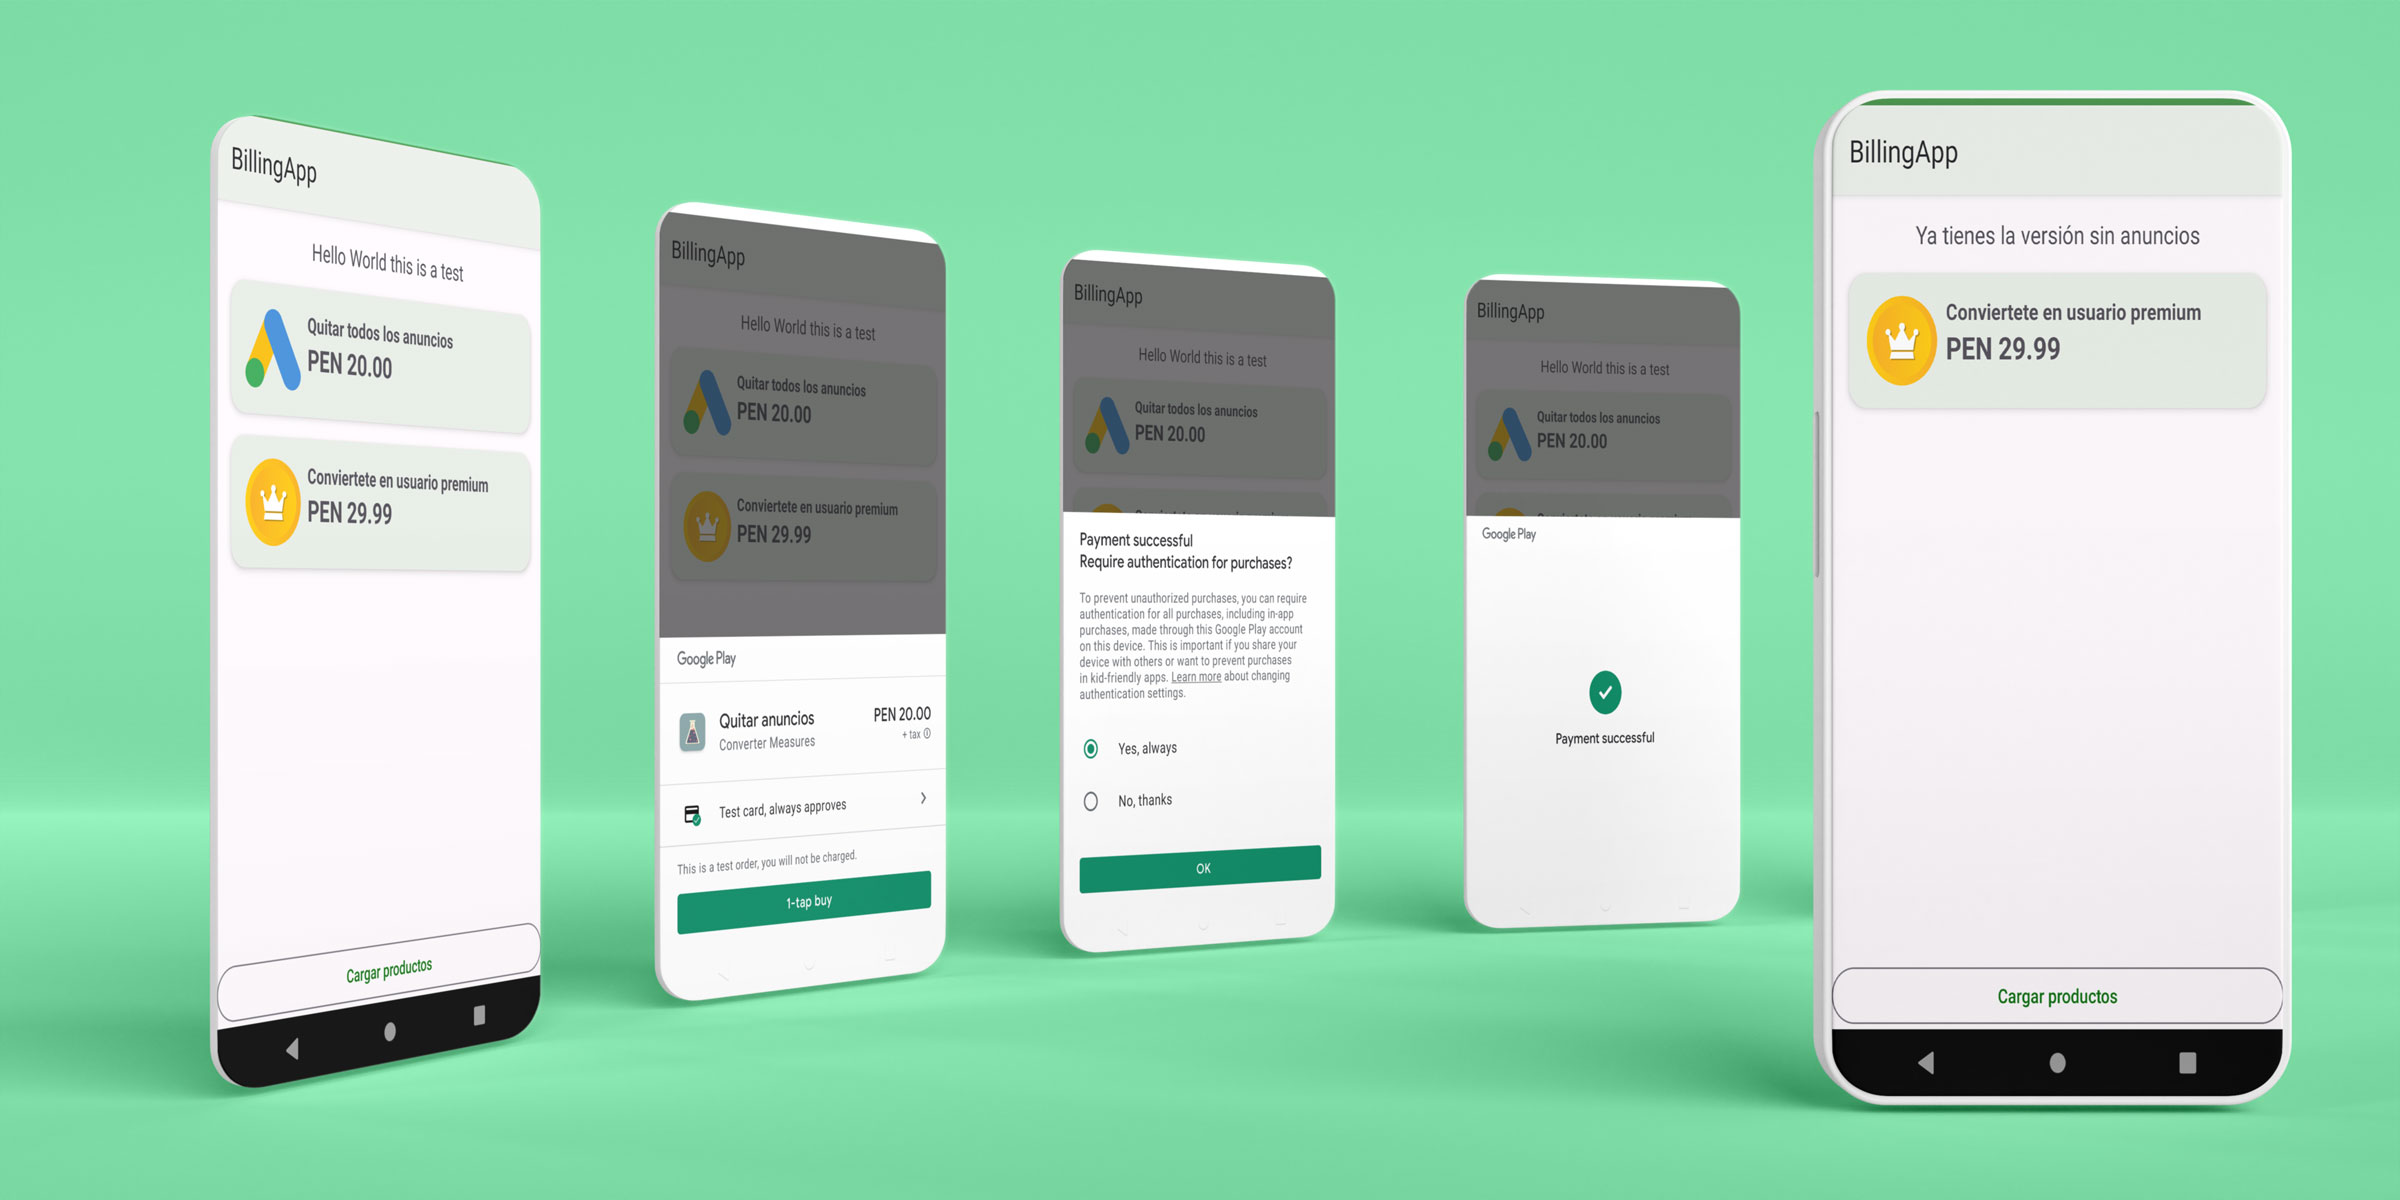 BillingApp
Hello World this is a test
Quitar todos los anuncios
PEN 20.00
Conviertete en usuario premium
PEN 29.99
Cargar productos
BillingApp
Hello World this is a test
Quitar todos los anuncios
PEN 20.00
Conviertete en usuario premium
PEN 29.99
Google Play
Quitar anuncios
PEN 20.00
Converter Measures
+ tax
Test card, always approves
This is a test order, you will not be charged.
1-tap buy
BillingApp
Hello World this is a test
Quitar todos los anuncios
PEN 20.00
Payment successful
Require authentication for purchases?
To prevent unauthorized purchases, you can require
authentication for all purchases, including in-app
purchases, made through this Google Play account
on this device. This is important if you share your
device with others or want to prevent purchases
in kid-friendly apps. Learn more about changing
authentication settings.
Yes, always
No, thanks
OK
BillingApp
Hello World this is a test
Quitar todos los anuncios
PEN 20.00
Google Play
Payment successful
BillingApp
Ya tienes la versión sin anuncios
Conviertete en usuario premium
PEN 29.99
Cargar productos